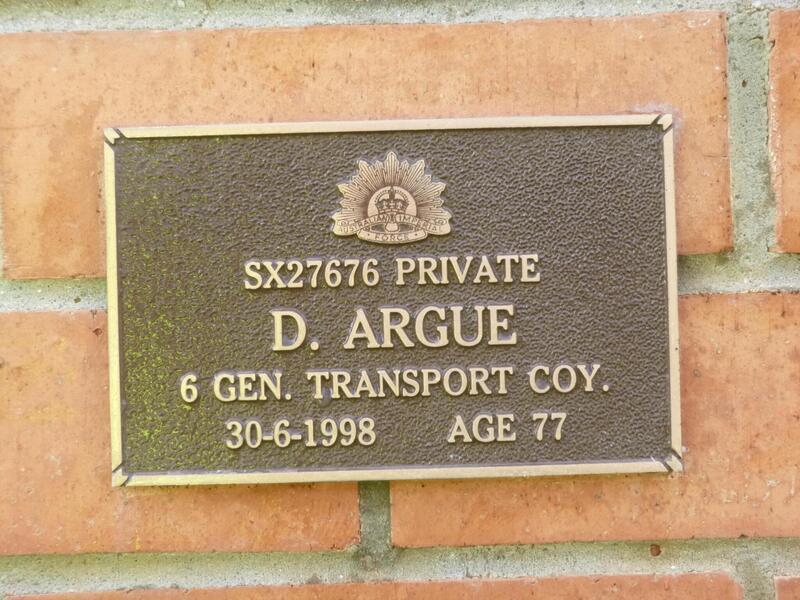 AUSTRALIAN IMPERIAL
FORCE
SX27676 PRIVATE
D. ARGUE
6 GEN. TRANSPORT COY.
30-6-1998 AGE 77